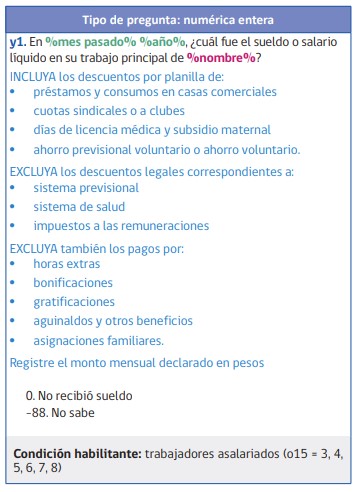 Tipo de pregunta: numérica entera
y1. En %mes pasado% %año%, ¿cuál fue el sueldo o salario
líquido en su trabajo principal de %nombre%?
INCLUYA los descuentos por planilla de:
• préstamos y consumos en casas comerciales
• cuotas sindicales o a clubes
• días de licencia médica y subsidio maternal
• ahorro previsional voluntario o ahorro voluntario.
EXCLUYA los descuentos legales correspondientes a:
• sistema previsional
• sistema de salud
• impuestos a las remuneraciones
EXCLUYA también los pagos por:
• horas extras
• bonificaciones
• gratificaciones
• aguinaldos y otros beneficios
• asignaciones familiares.
Registre el monto mensual declarado en pesos
0. No recibió sueldo
-88. No sabe
Condición habilitante: trabajadores asalariados (o15 = 3, 4,
5, 6, 7, 8)